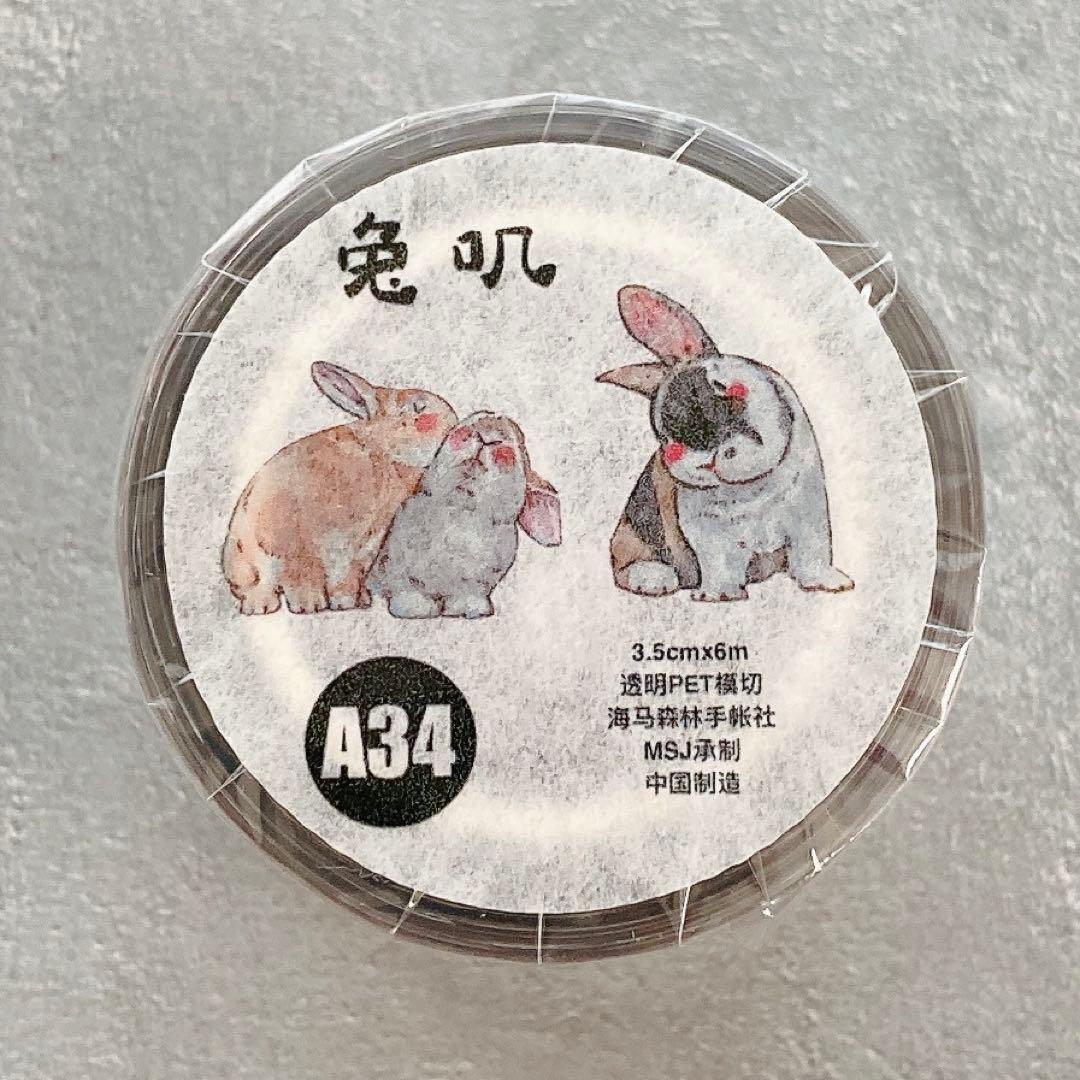 兔叽
A34
3.5cmx6m
透明PET模切
海马森林手帐社
MSJ承制
中国制造